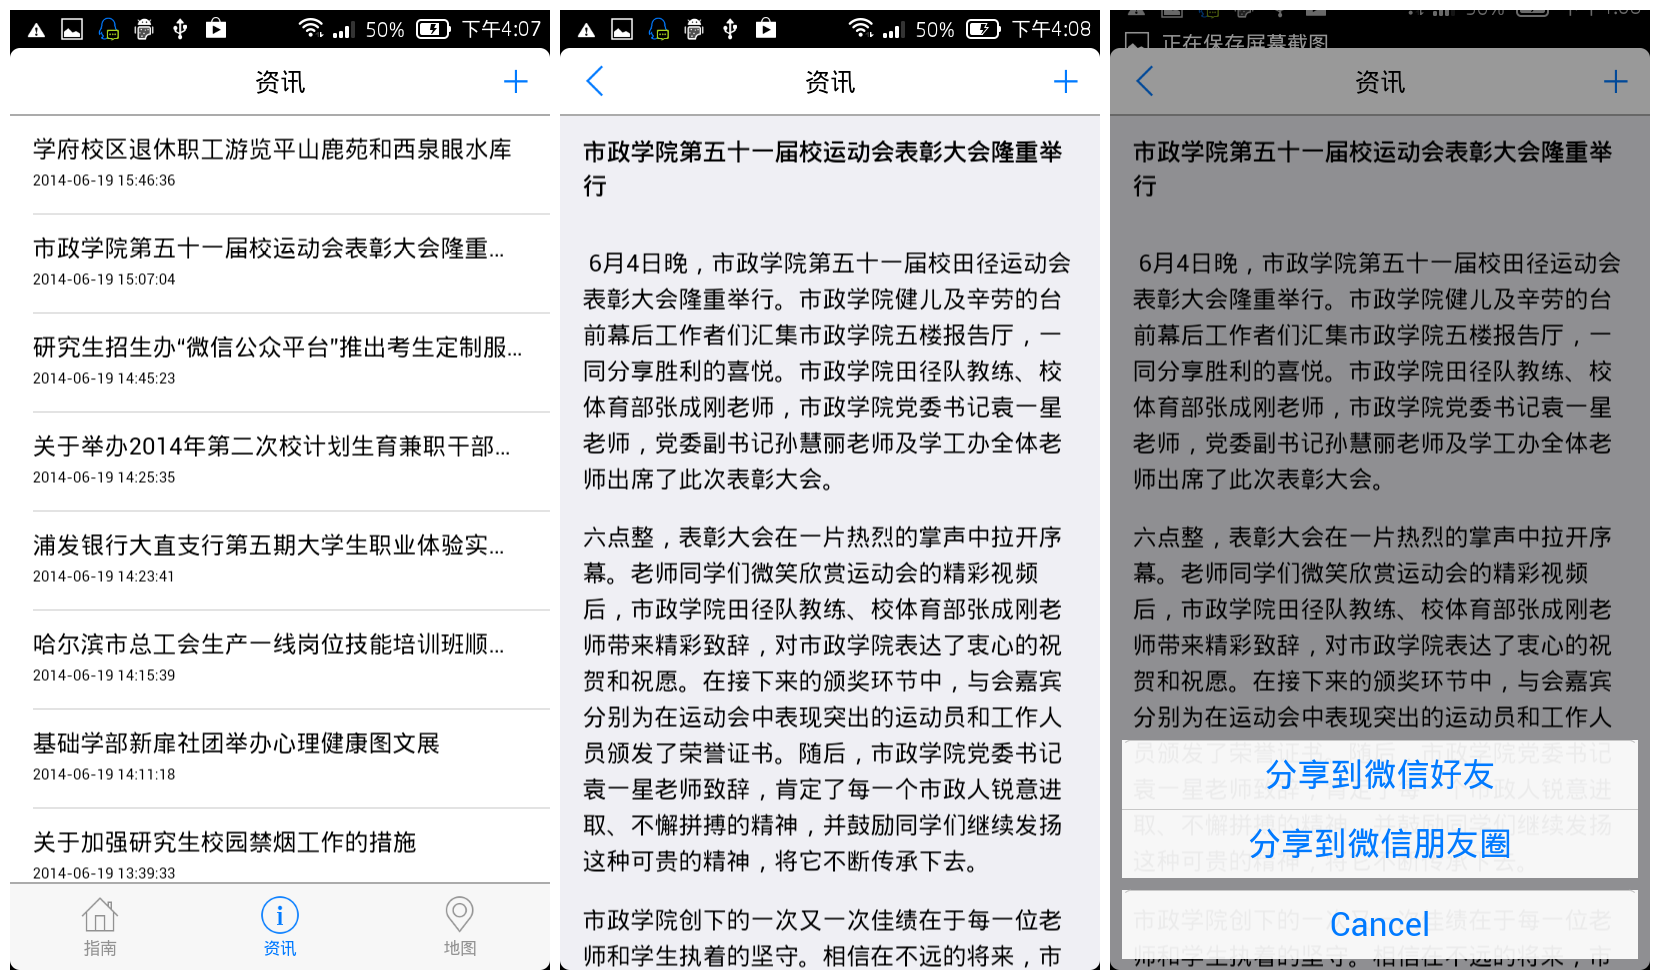 50% 下午4:07
资讯
学府校区退休职工游览平山鹿苑和西泉眼水库
2014-06-19 15:46:36
市政学院第五十一届校运动会表彰大会隆重...
2014-06-19 15:07:04
研究生招生办“微信公众平台”推出考生定制服...
2014-06-19 14:45:23
关于举办2014年第二次校计划生育兼职干部...
2014-06-19 14:25:35
浦发银行大直支行第五期大学生职业体验实...
2014-06-19 14:23:41
哈尔滨市总工会生产一线岗位技能培训班顺...
2014-06-19 14:15:39
基础学部新扉社团举办心理健康图文展
2014-06-19 14:11:18
关于加强研究生校园禁烟工作的措施
2014-06-19 13:39:33
指南
资讯
地图
50% 下午4:08
资讯
市政学院第五十一届校运动会表彰大会隆重举
行
6月4日晚，市政学院第五十一届校田径运动会
表彰大会隆重举行。市政学院健儿及辛劳的台
前幕后工作者们汇集市政学院五楼报告厅，一
同分享胜利的喜悦。市政学院田径队教练、校
体育部张成刚老师，市政学院党委书记袁一星
老师，党委副书记孙慧丽老师及学工办全体老
师出席了此次表彰大会。
六点整，表彰大会在一片热烈的掌声中拉开序
幕。老师同学们微笑欣赏运动会的精彩视频
后，市政学院田径队教练、校体育部张成刚老
师带来精彩致辞，对市政学院表达了衷心的祝
贺和祝愿。在接下来的颁奖环节中，与会嘉宾
分别为在运动会中表现突出的运动员和工作人
员颁发了荣誉证书。随后，市政学院党委书记
袁一星老师致辞，肯定了每一个市政人锐意进
取、不懈拼搏的精神，并鼓励同学们继续发扬
这种可贵的精神，将它不断传承下去。
市政学院创下的一次又一次佳绩在于每一位老
师和学生执着的坚守。相信在不远的将来，市
正在保存屏幕截图
资讯
市政学院第五十一届校运动会表彰大会隆重举
行
6月4日晚，市政学院第五十一届校田径运动会
表彰大会隆重举行。市政学院健儿及辛劳的台
前幕后工作者们汇集市政学院五楼报告厅，一
同分享胜利的喜悦。市政学院田径队教练、校
体育部张成刚老师，市政学院党委书记袁一星
老师，党委副书记孙慧丽老师及学工办全体老
师出席了此次表彰大会。
六点整，表彰大会在一片热烈的掌声中拉开序
幕。老师同学们微笑欣赏运动会的精彩视频
后，市政学院田径队教练、校体育部张成刚老
师带来精彩致辞，对市政学院表达了衷心的祝
贺和祝愿。在接下来的颁奖环节中，与会嘉宾
分别为在运动会中表现突出的运动员和工作人
分享到微信好友
分享到微信朋友圈
Cancel